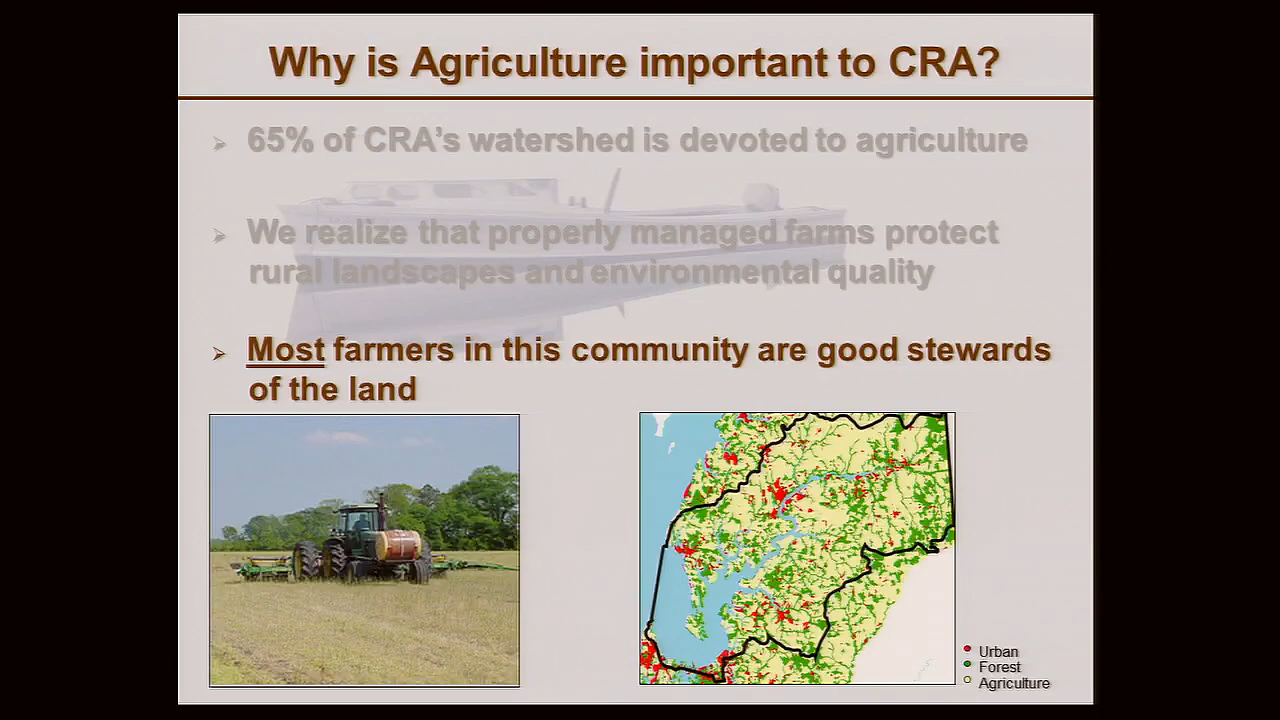 Why is Agriculture important to CRA?
65% of CRA's watershed is devoted to agriculture
We realize that properly managed farms protect
rural landscapes and environmental quality
Most farmers in this community are good stewards
of the land
Urban
Forest
Agriculture